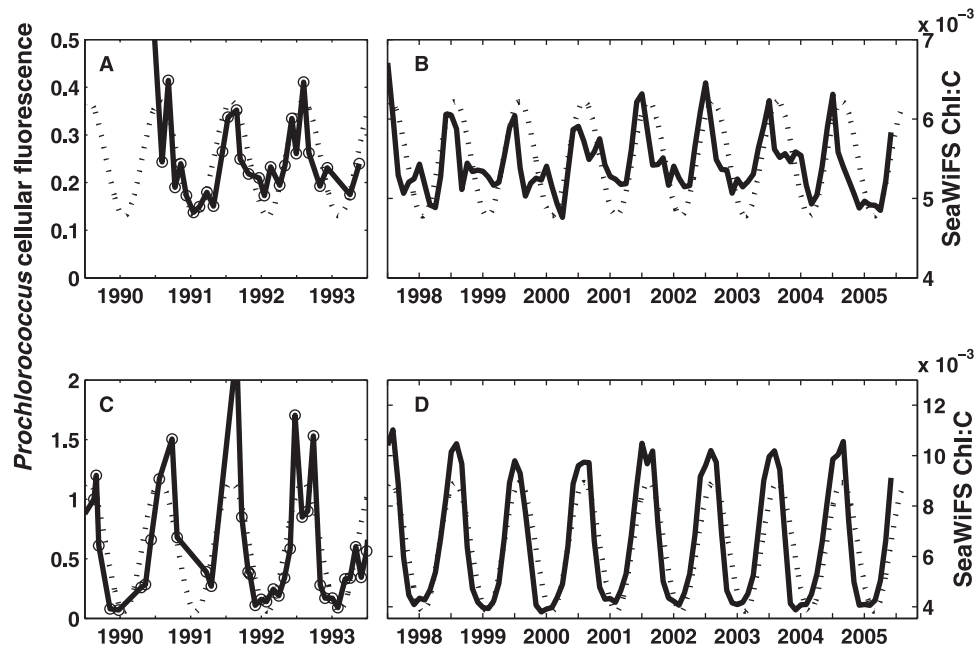 Prochlorococcus cellular fluorescence
A
0.5
0.4
0.3
0.2
0.1
0
1990 1991 1992 1993
B
x 10⁻³
7
6
5
4
SeaWiFS Chl:C
1998 1999 2000 2001 2002 2003 2004 2005
C
2
1.5
1
0.5
0
1990 1991 1992 1993
D
x 10⁻³
12
10
8
6
4
SeaWiFS Chl:C
1998 1999 2000 2001 2002 2003 2004 2005